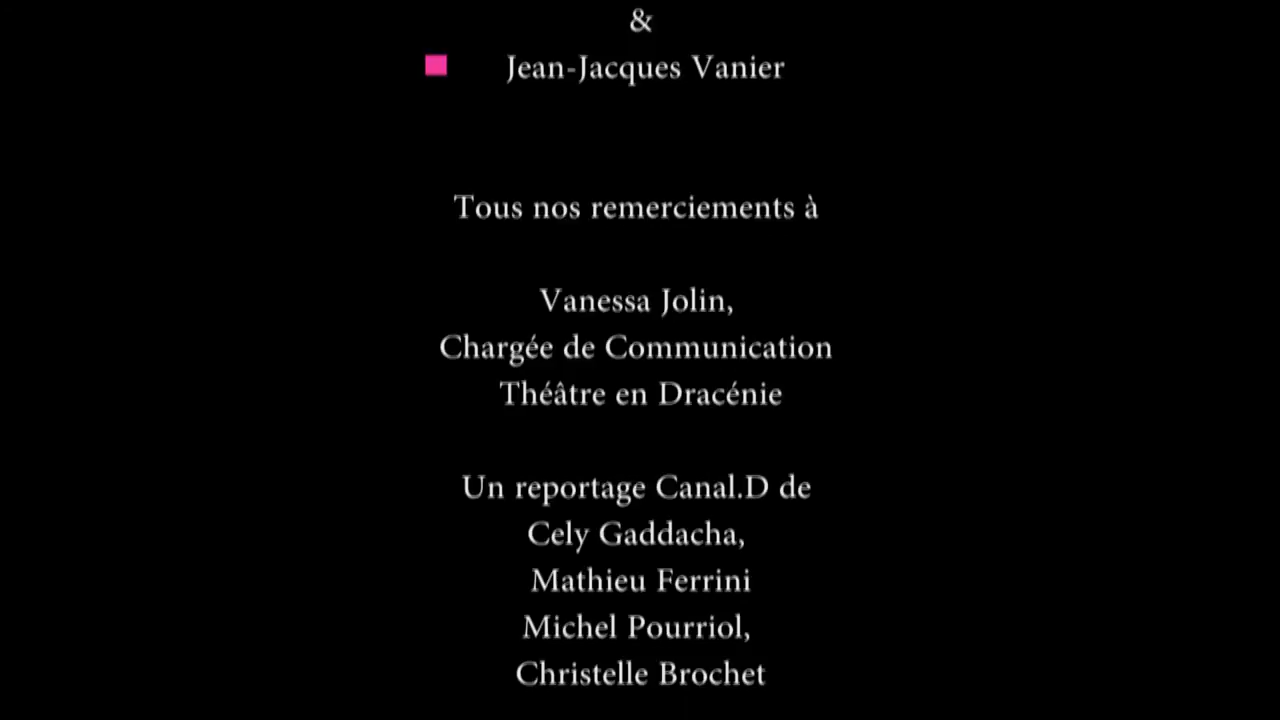 &
Jean-Jacques Vanier
Tous nos remerciements à
Vanessa Jolin,
Chargée de Communication
Théâtre en Dracénie
Un reportage Canal.D de
Cely Gaddacha,
Mathieu Ferrini
Michel Pourriol,
Christelle Brochet